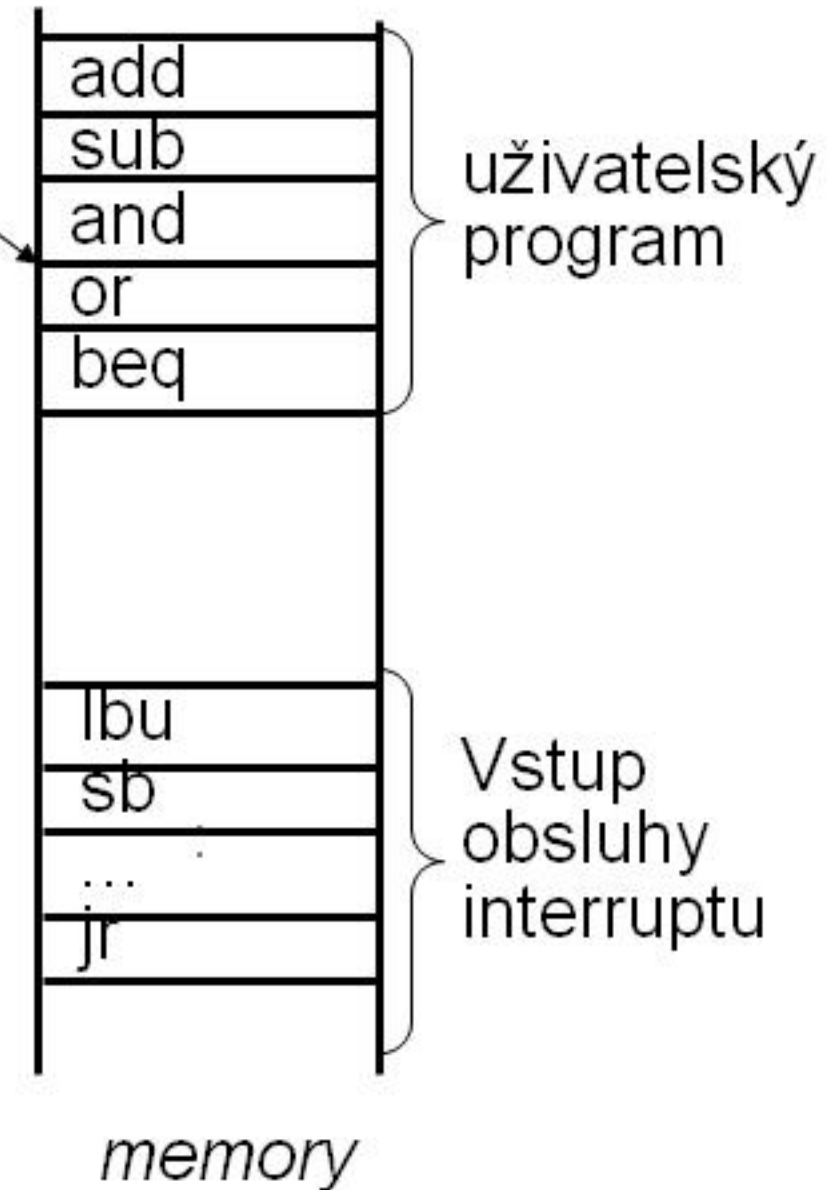 add
sub
and
or
beq
uživatelský
program
lbu
sb
...
jr
Vstup
obsluhy
interruptu
memory